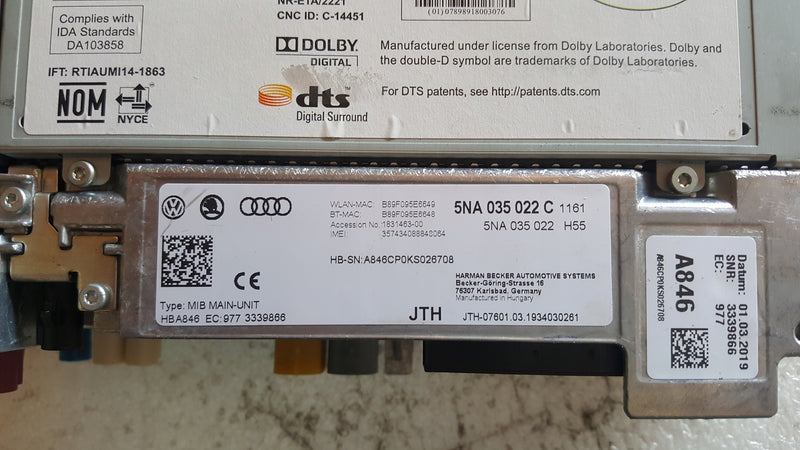 NR-ETA/2221
CNC ID: C-14451
(01)07898918003076
Complies with
IDA Standards
DA103858
IFT: RTIAUMI14-1863
NOM
NYCE
DOLBY
DIGITAL
Manufactured under license from Dolby Laboratories. Dolby and
the double-D symbol are trademarks of Dolby Laboratories.
dts
Digital Surround
For DTS patents, see http://patents.dts.com
WLAN-MAC: B89F095E6649
BT-MAC: B89F095E6648
Accession No: 1831463-00
IMEI: 357434088848064
HB-SN:A846CP0KS026708
5NA 035 022 C 1161
5NA 035 022 H55
HARMAN BECKER AUTOMOTIVE SYSTEMS
Becker-Göring-Strasse 16
76307 Karlsbad, Germany
Manufactured in Hungary
CE
Type: MIB MAIN-UNIT
HBA846 EC:977 3339866
JTH
JTH-07601.03.1934030261
Datum: 01.03.2019
SNR: 3339866
EC: 977
A846
A846CP0KS026708